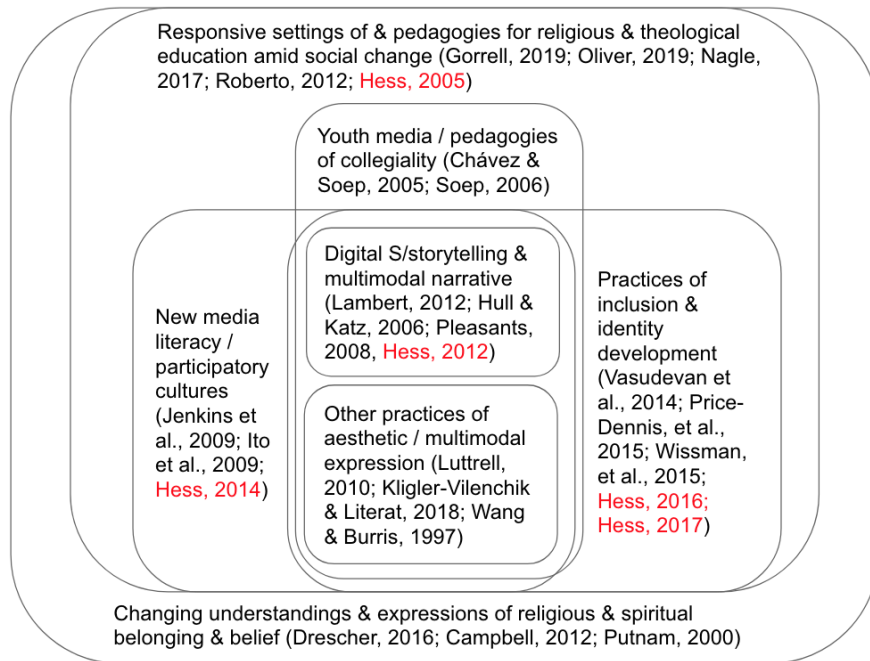 Responsive settings of & pedagogies for religious & theological
education amid social change (Gorrell, 2019; Oliver, 2019; Nagle,
2017; Roberto, 2012; Hess, 2005)
Youth media / pedagogies
of collegiality (Chávez &
Soep, 2005; Soep, 2006)
New media
literacy /
participatory
cultures
(Jenkins et
al., 2009; Ito
et al., 2009;
Hess, 2014)
Digital S/storytelling &
multimodal narrative
(Lambert, 2012; Hull &
Katz, 2006; Pleasants,
2008, Hess, 2012)
Other practices of
aesthetic / multimodal
expression (Luttrell,
2010; Kligler-Vilenchik
& Literat, 2018; Wang
& Burris, 1997)
Practices of
inclusion &
identity
development
(Vasudevan et
al., 2014; Price-
Dennis, et al.,
2015; Wissman,
et al., 2015;
Hess, 2016;
Hess, 2017)
Changing understandings & expressions of religious & spiritual
belonging & belief (Drescher, 2016; Campbell, 2012; Putnam, 2000)